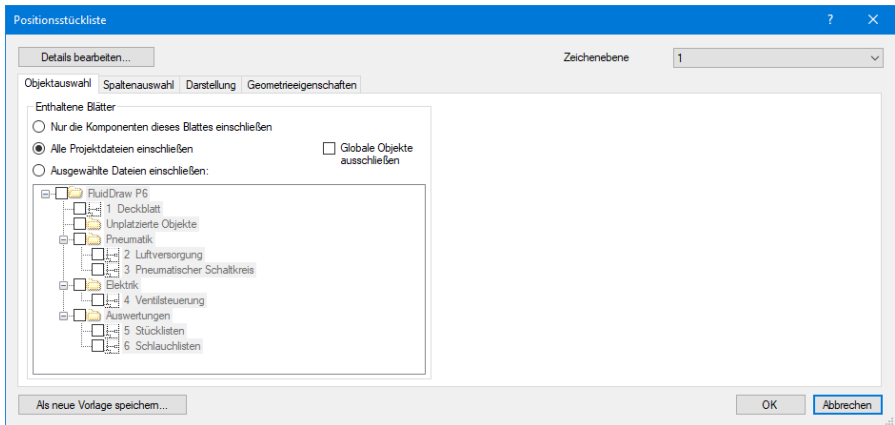 Positionsstückliste
Details bearbeiten...
Zeichenebene 1
Objektauswahl Spaltenauswahl Darstellung Geometrieeigenschaften
Enthaltene Blätter
Nur die Komponenten dieses Blattes einschließen
Alle Projektdateien einschließen
Globale Objekte
ausschließen
Ausgewählte Dateien einschließen:
FluidDraw P6
1 Deckblatt
Unplatzierte Objekte
Pneumatik
2 Luftversorgung
3 Pneumatischer Schaltkreis
Elektrik
4 Ventilsteuerung
Auswertungen
5 Stücklisten
6 Schlauchlisten
Als neue Vorlage speichern...
OK Abbrechen